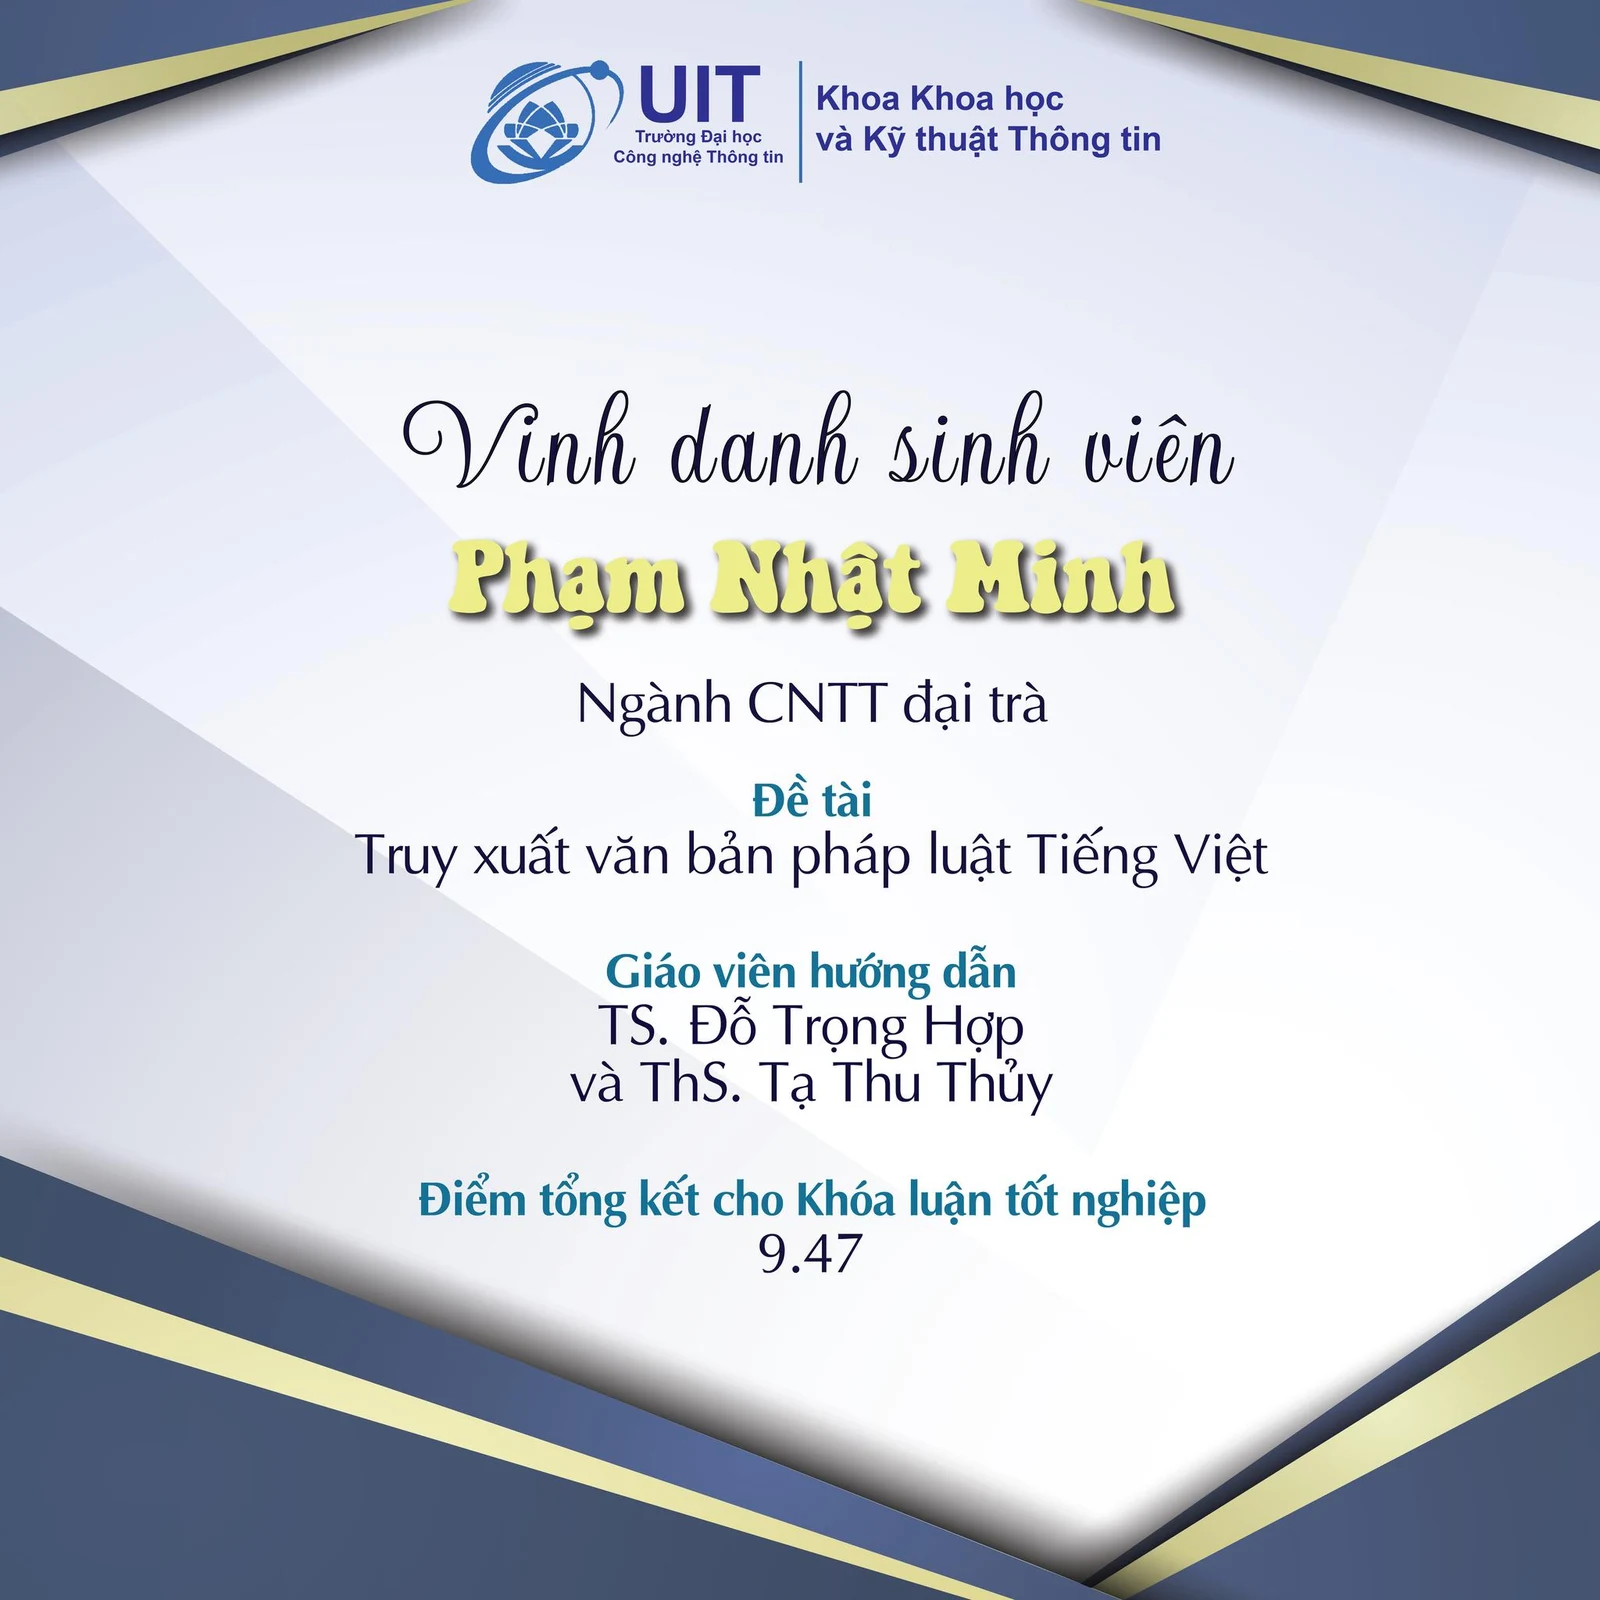 UIT
Trường Đại học
Công nghệ Thông tin
Khoa Khoa học
và Kỹ thuật Thông tin
Vinh danh sinh viên
Phạm Nhật Minh
Ngành CNTT đại trà
Đề tài
Truy xuất văn bản pháp luật Tiếng Việt
Giáo viên hướng dẫn
TS. Đỗ Trọng Hợp
và ThS. Tạ Thu Thủy
Điểm tổng kết cho Khóa luận tốt nghiệp
9.47